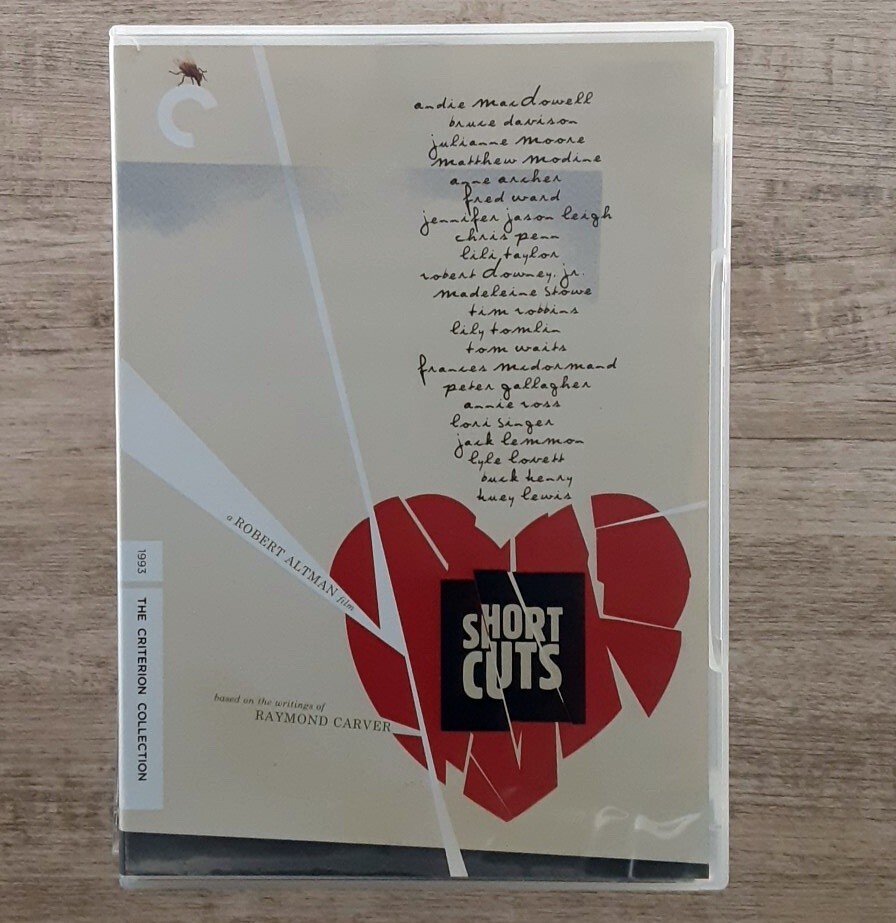 andie macdowell
bruce davison
julianne moore
matthew modine
anne archer
fred ward
jennifer jason leigh
chris penn
lili taylor
robert downey, jr.
madeleine stowe
tim robbins
lily tomlin
tom waits
frances mcdormand
peter gallagher
annie ross
lori singer
jack lemmon
lyle lovett
buck henry
huey lewis
a ROBERT ALTMAN film
SHORT
CUTS
based on the writings of
RAYMOND CARVER
1993
THE CRITERION COLLECTION